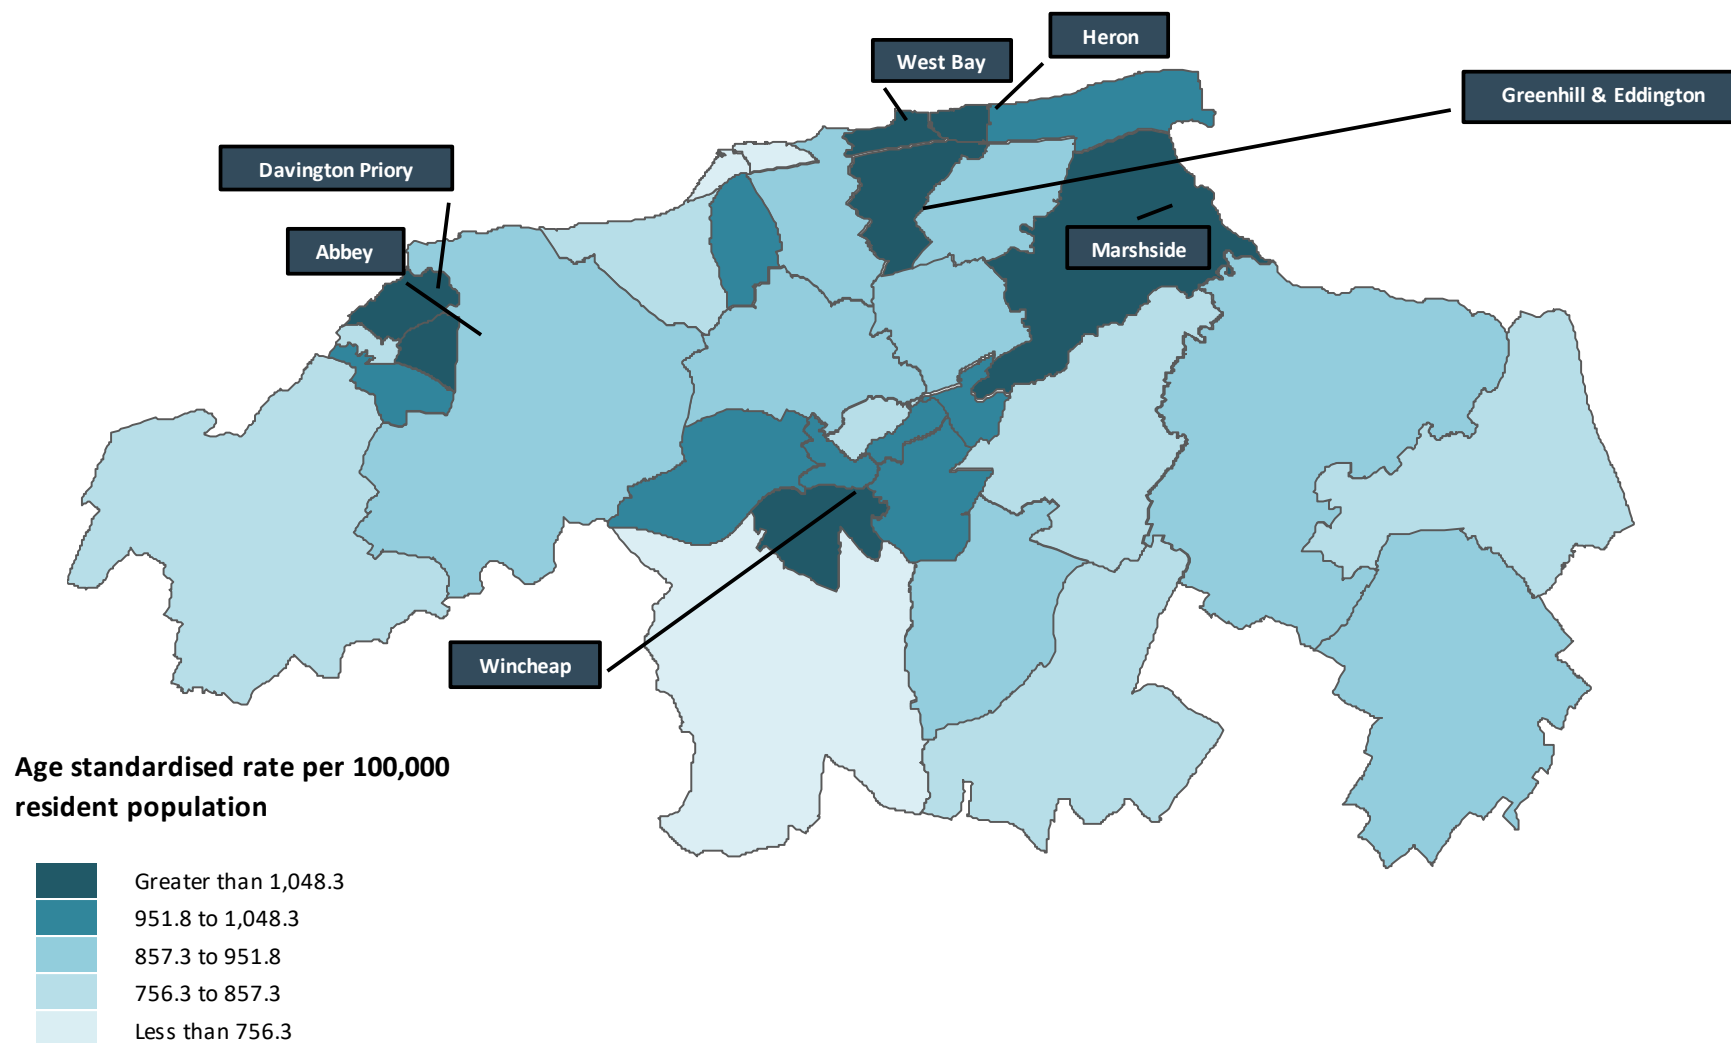 Heron
West Bay
Greenhill & Eddington
Davington Priory
Abbey
Marshside
Wincheap
Age standardised rate per 100,000
resident population
Greater than 1,048.3
951.8 to 1,048.3
857.3 to 951.8
756.3 to 857.3
Less than 756.3